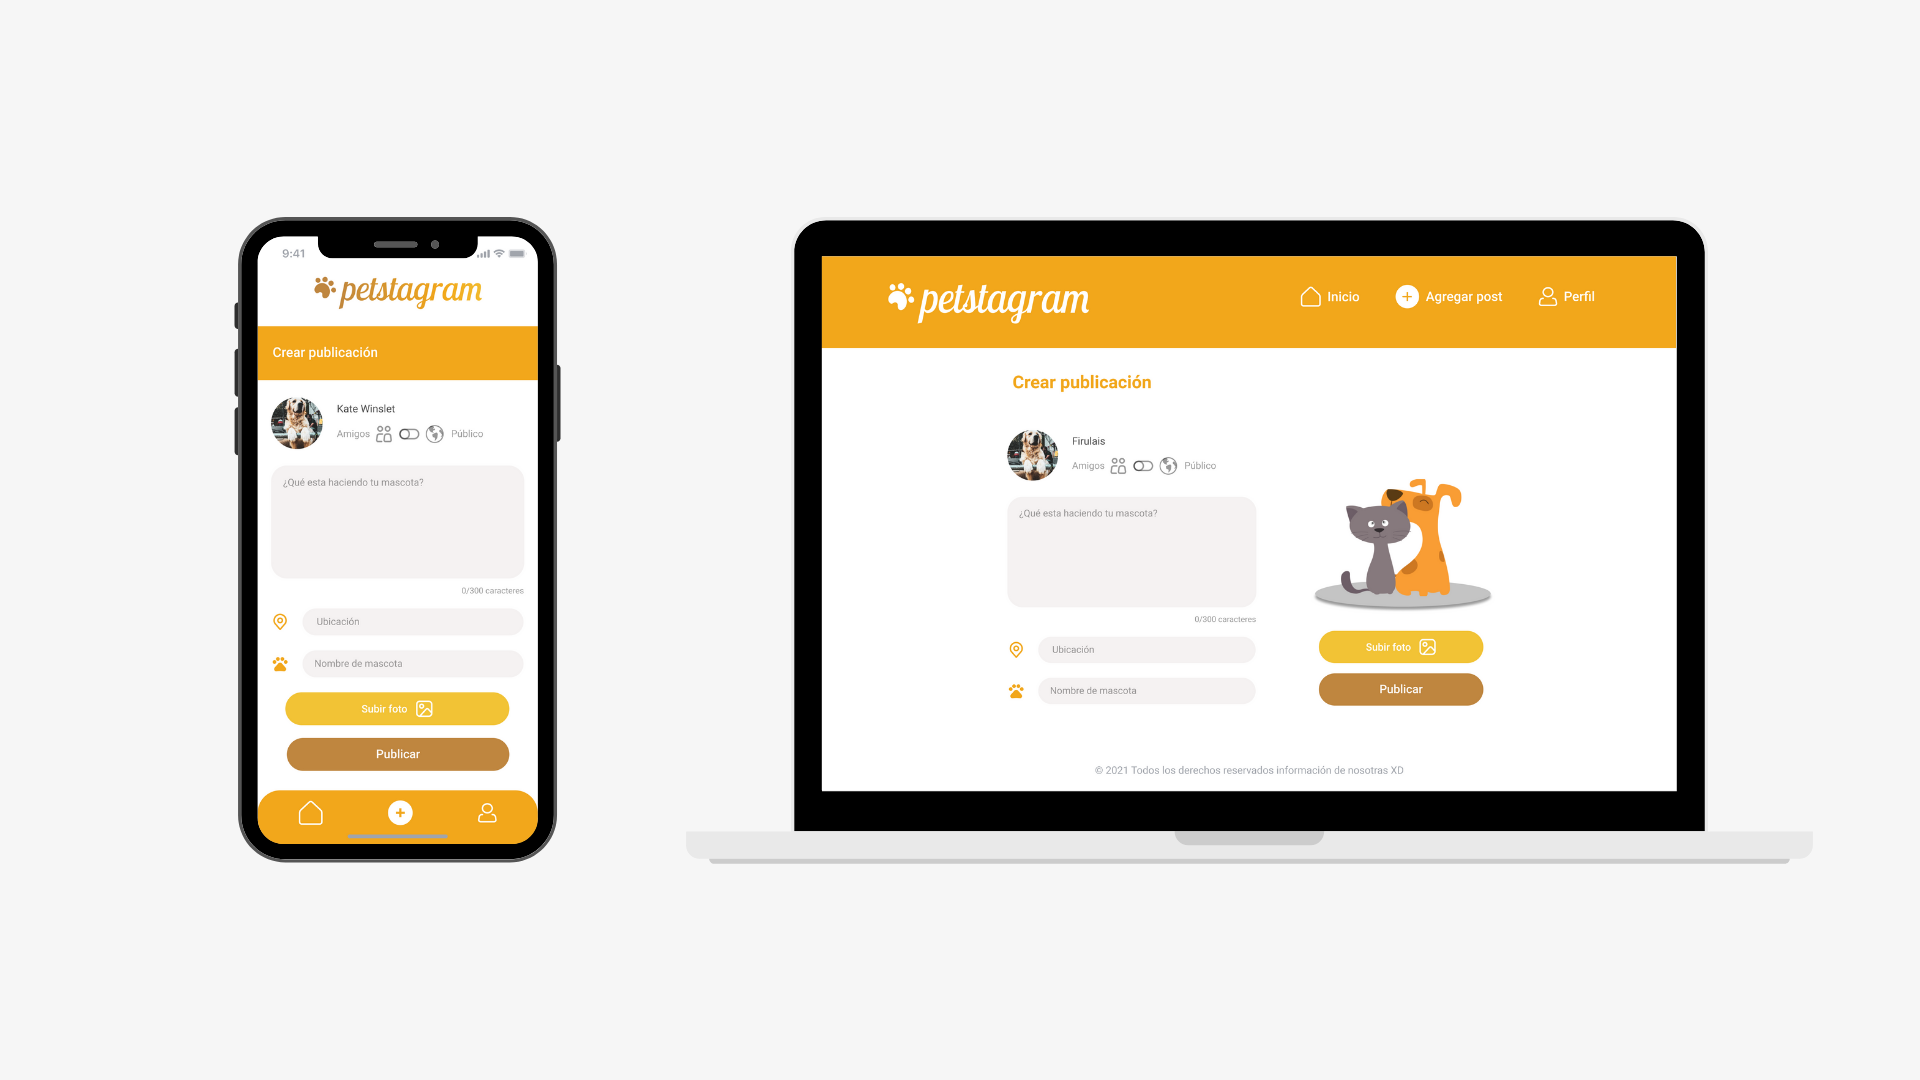 9:41
petstagram
Crear publicación
Kate Winslet
Amigos Público
¿Qué esta haciendo tu mascota?
0/300 caracteres
Ubicación
Nombre de mascota
Subir foto
Publicar
petstagram
Inicio Agregar post Perfil
Crear publicación
Firulais
Amigos Público
¿Qué esta haciendo tu mascota?
0/300 caracteres
Ubicación
Nombre de mascota
Subir foto
Publicar
© 2021 Todos los derechos reservados información de nosotras XD